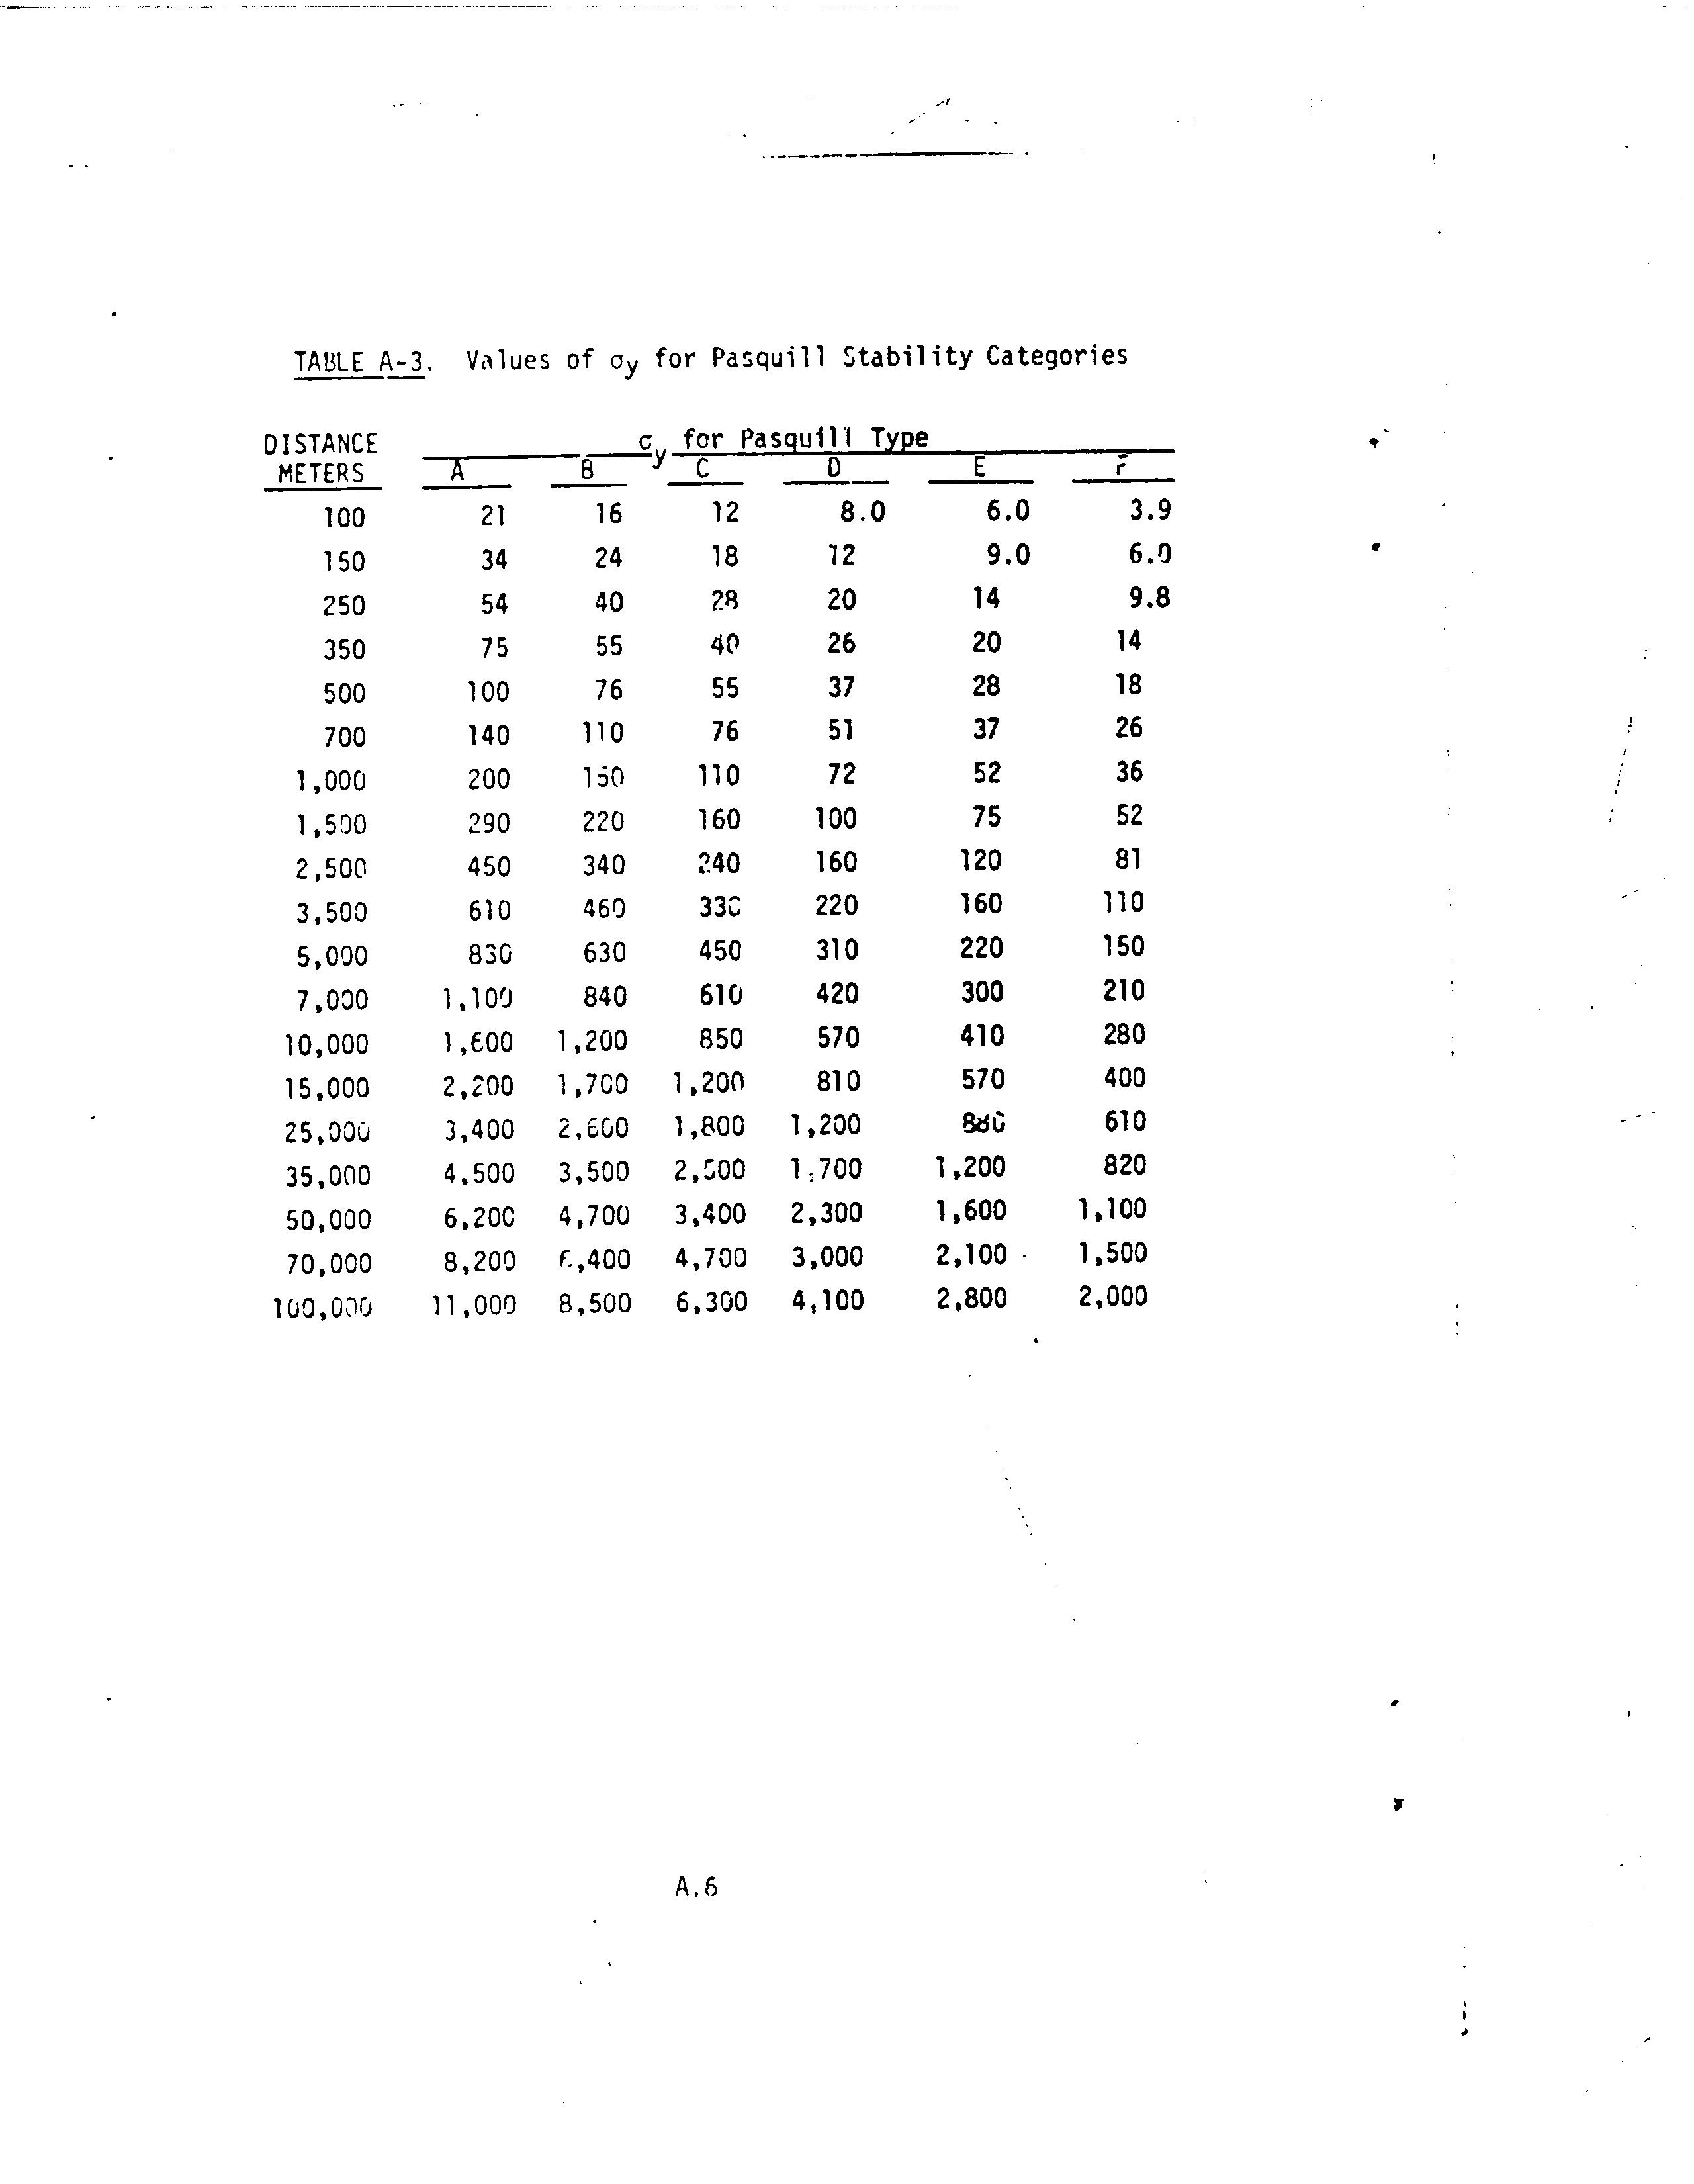 TABLE A-3. Values of σy for Pasquill Stability Categories
DISTANCE METERS σy for Pasquill Type
A B C D E F
100 21 16 12 8.0 6.0 3.9
150 34 24 18 12 9.0 6.0
250 54 40 28 20 14 9.8
350 75 55 40 26 20 14
500 100 76 55 37 28 18
700 140 110 76 51 37 26
1,000 200 150 110 72 52 36
1,500 290 220 160 100 75 52
2,500 450 340 240 160 120 81
3,500 610 460 330 220 160 110
5,000 830 630 450 310 220 150
7,000 1,100 840 610 420 300 210
10,000 1,600 1,200 850 570 410 280
15,000 2,200 1,700 1,200 810 570 400
25,000 3,400 2,600 1,800 1,200 880 610
35,000 4,500 3,500 2,500 1,700 1,200 820
50,000 6,200 4,700 3,400 2,300 1,600 1,100
70,000 8,200 6,400 4,700 3,000 2,100 1,500
100,000 11,000 8,500 6,300 4,100 2,800 2,000
A.6